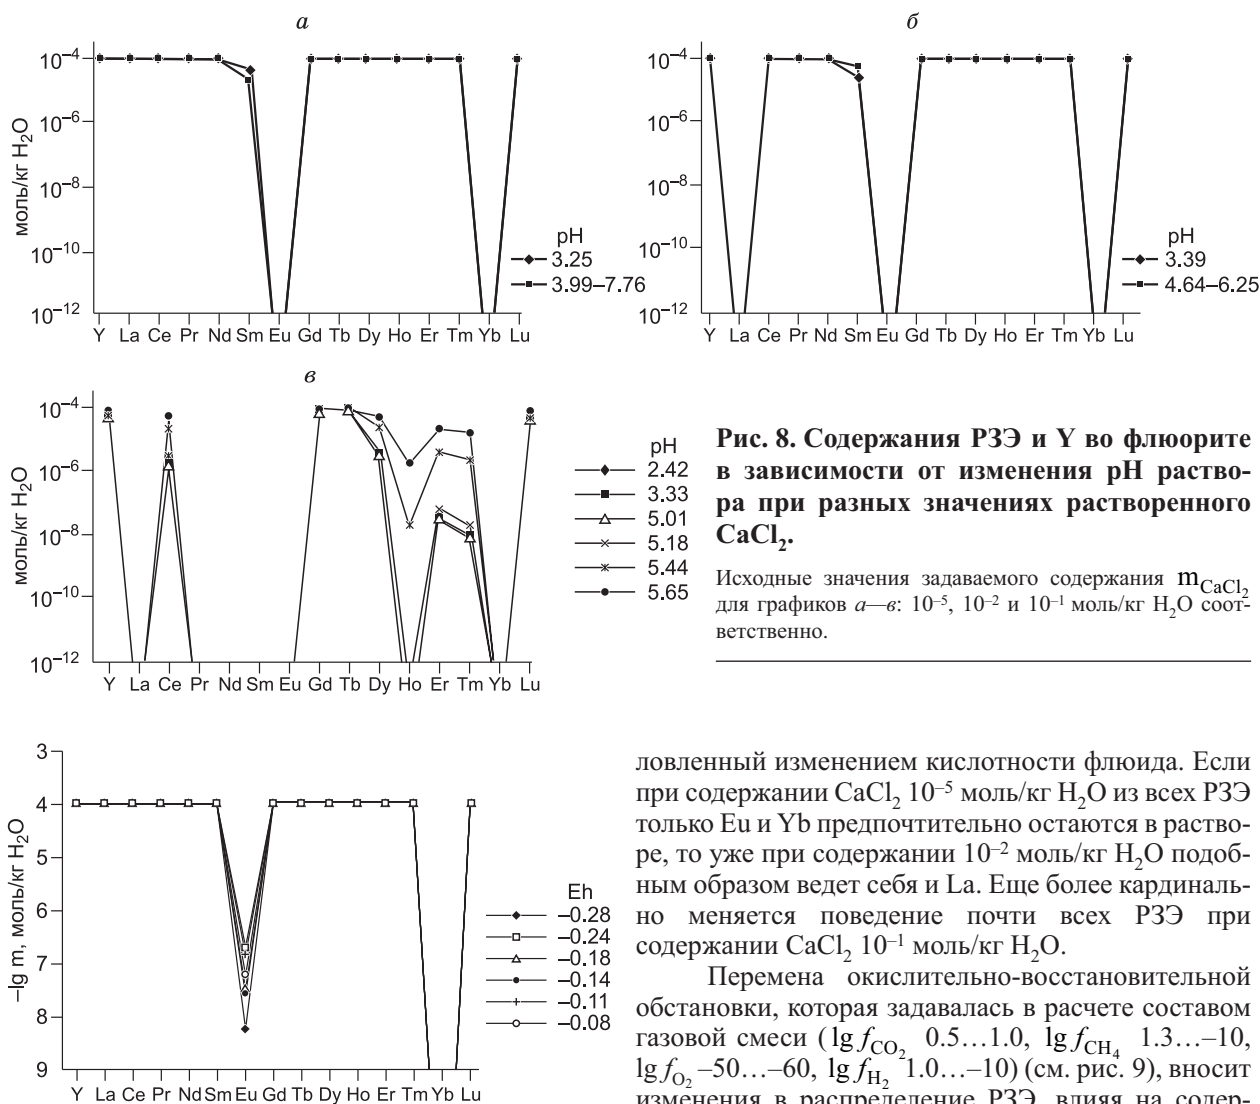 а
моль/кг H₂O
10⁻⁴
10⁻⁶
10⁻⁸
10⁻¹⁰
10⁻¹²
Y La Ce Pr Nd Sm Eu Gd Tb Dy Ho Er Tm Yb Lu
pH
3.25
3.99–7.76
б
10⁻⁴
10⁻⁶
10⁻⁸
10⁻¹⁰
10⁻¹²
Y La Ce Pr Nd Sm Eu Gd Tb Dy Ho Er Tm Yb Lu
pH
3.39
4.64–6.25
в
моль/кг H₂O
10⁻⁴
10⁻⁶
10⁻⁸
10⁻¹⁰
10⁻¹²
Y La Ce Pr Nd Sm Eu Gd Tb Dy Ho Er Tm Yb Lu
pH
2.42
3.33
5.01
5.18
5.44
5.65
Рис. 8. Содержания РЗЭ и Y во флюорите
в зависимости от изменения pH раство-
ра при разных значениях растворенного
CaCl₂.
Исходные значения задаваемого содержания m_CaCl₂
для графиков а—в: 10⁻⁵, 10⁻² и 10⁻¹ моль/кг H₂O соот-
ветственно.
–lg m, моль/кг H₂O
3
4
5
6
7
8
9
Y La Ce Pr Nd Sm Eu Gd Tb Dy Ho Er Tm Yb Lu
Eh
–0.28
–0.24
–0.18
–0.14
–0.11
–0.08
ловленный изменением кислотности флюида. Если
при содержании CaCl₂ 10⁻⁵ моль/кг H₂O из всех РЗЭ
только Eu и Yb предпочтительно остаются в раство-
ре, то уже при содержании 10⁻² моль/кг H₂O подоб-
ным образом ведет себя и La. Еще более кардиналь-
но меняется поведение почти всех РЗЭ при
содержании CaCl₂ 10⁻¹ моль/кг H₂O.
Перемена окислительно-восстановительной
обстановки, которая задавалась в расчете составом
газовой смеси (lg f_CO₂ 0.5…1.0, lg f_CH₄ 1.3…–10,
lg f_O₂ –50…–60, lg f_H₂ 1.0…–10) (см. рис. 9), вносит
изменения в распределение РЗЭ, влияя на содер-